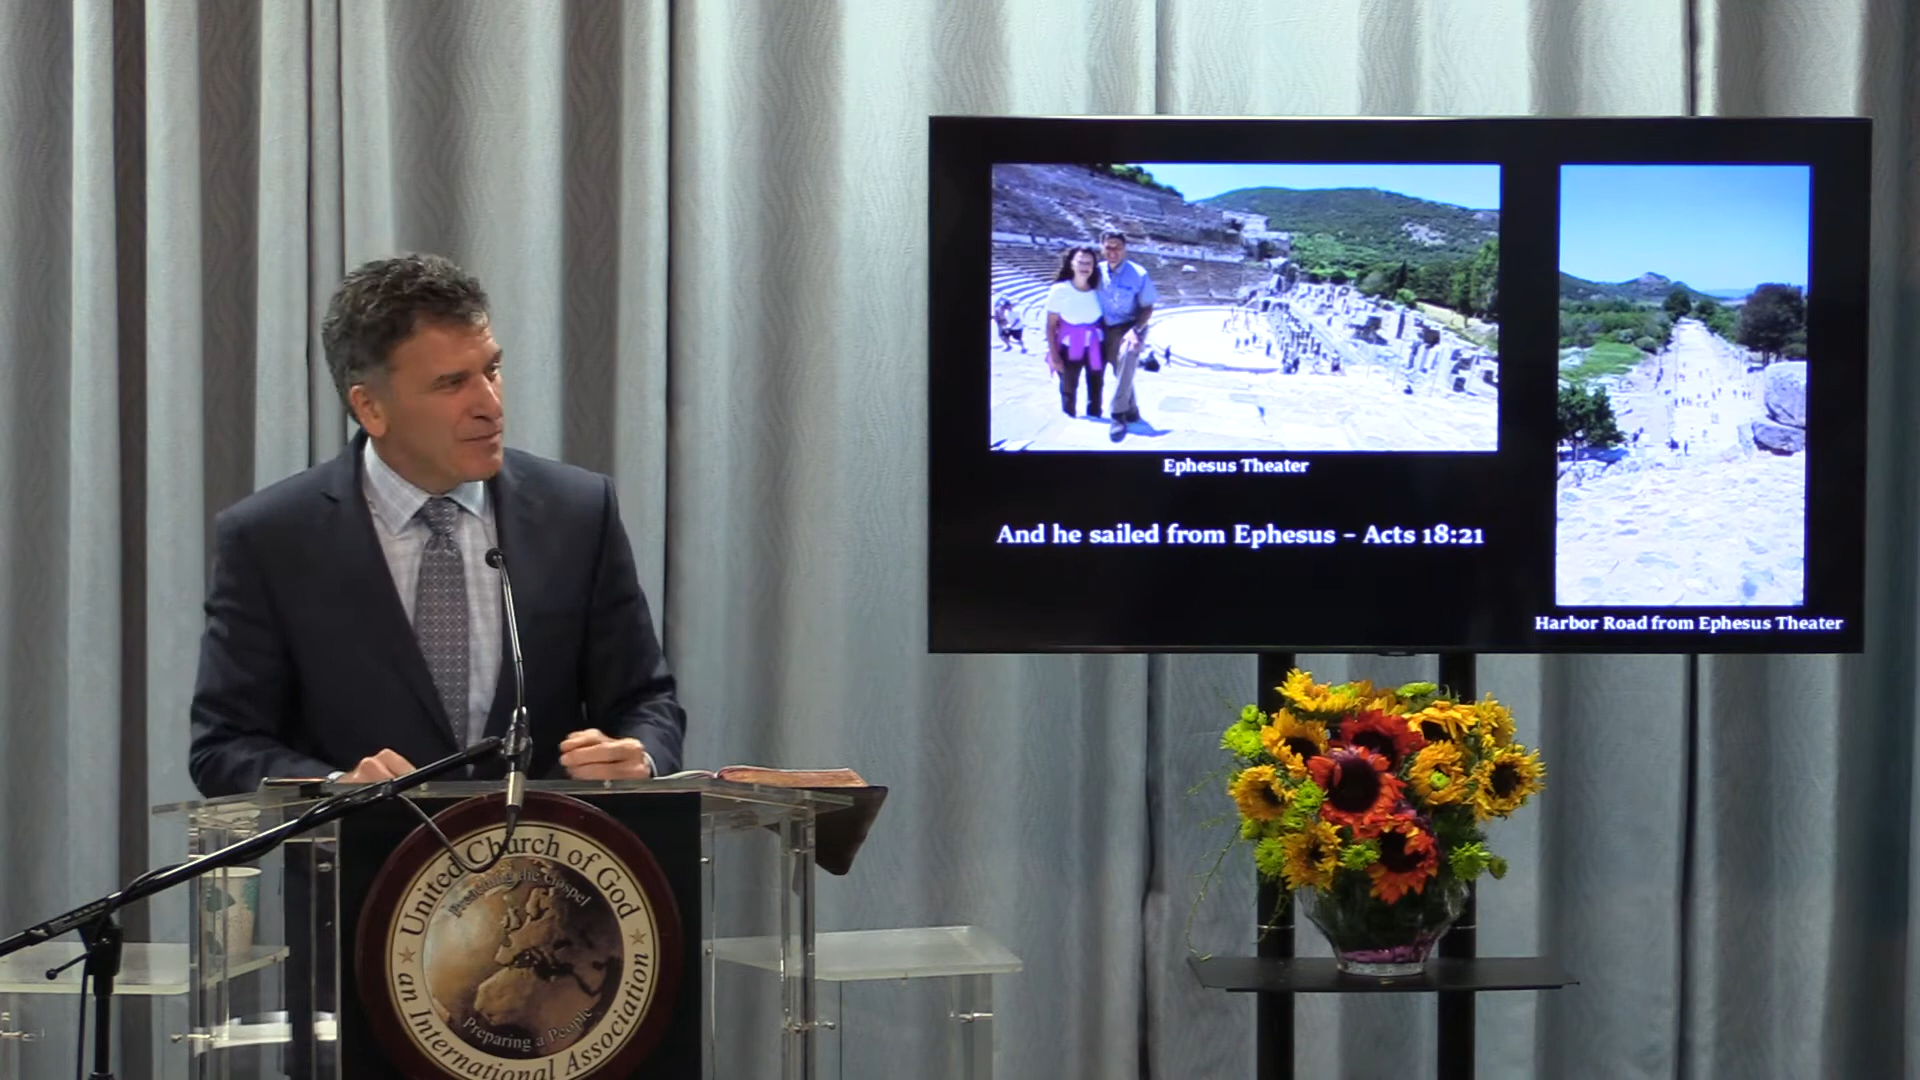 Ephesus Theater
And he sailed from Ephesus – Acts 18:21
Harbor Road from Ephesus Theater
United Church of God
Preaching the Gospel
Preparing a People
an International Association